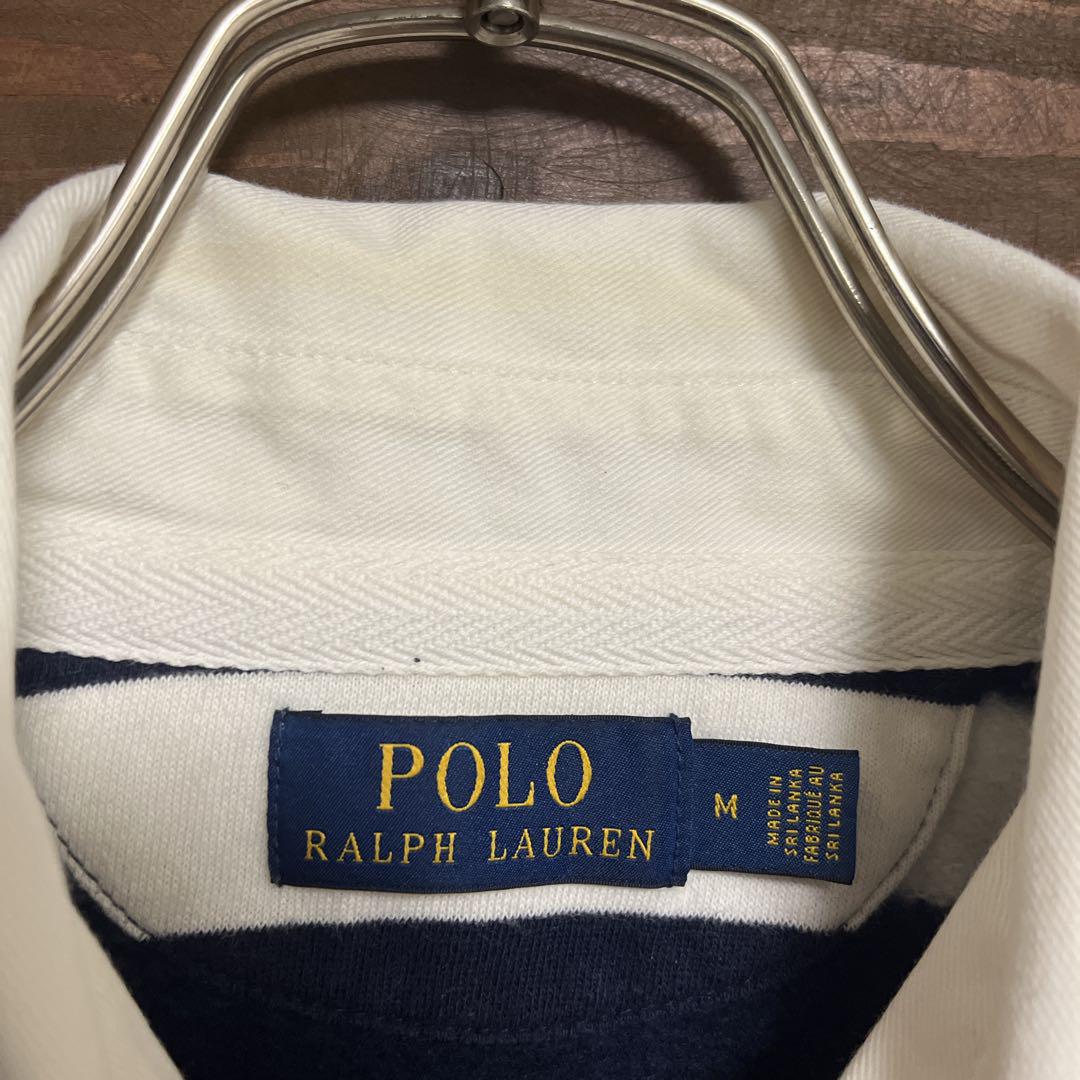 POLO
RALPH LAUREN
M
MADE IN
SRI LANKA
FABRIQUÉ AU
SRI LANKA